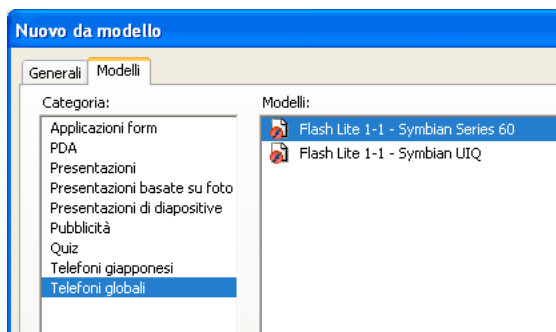 Nuovo da modello
Generali Modelli
Categoria:
Applicazioni form
PDA
Presentazioni
Presentazioni basate su foto
Presentazioni di diapositive
Pubblicità
Quiz
Telefoni giapponesi
Telefoni globali
Modelli:
Flash Lite 1-1 - Symbian Series 60
Flash Lite 1-1 - Symbian UIQ